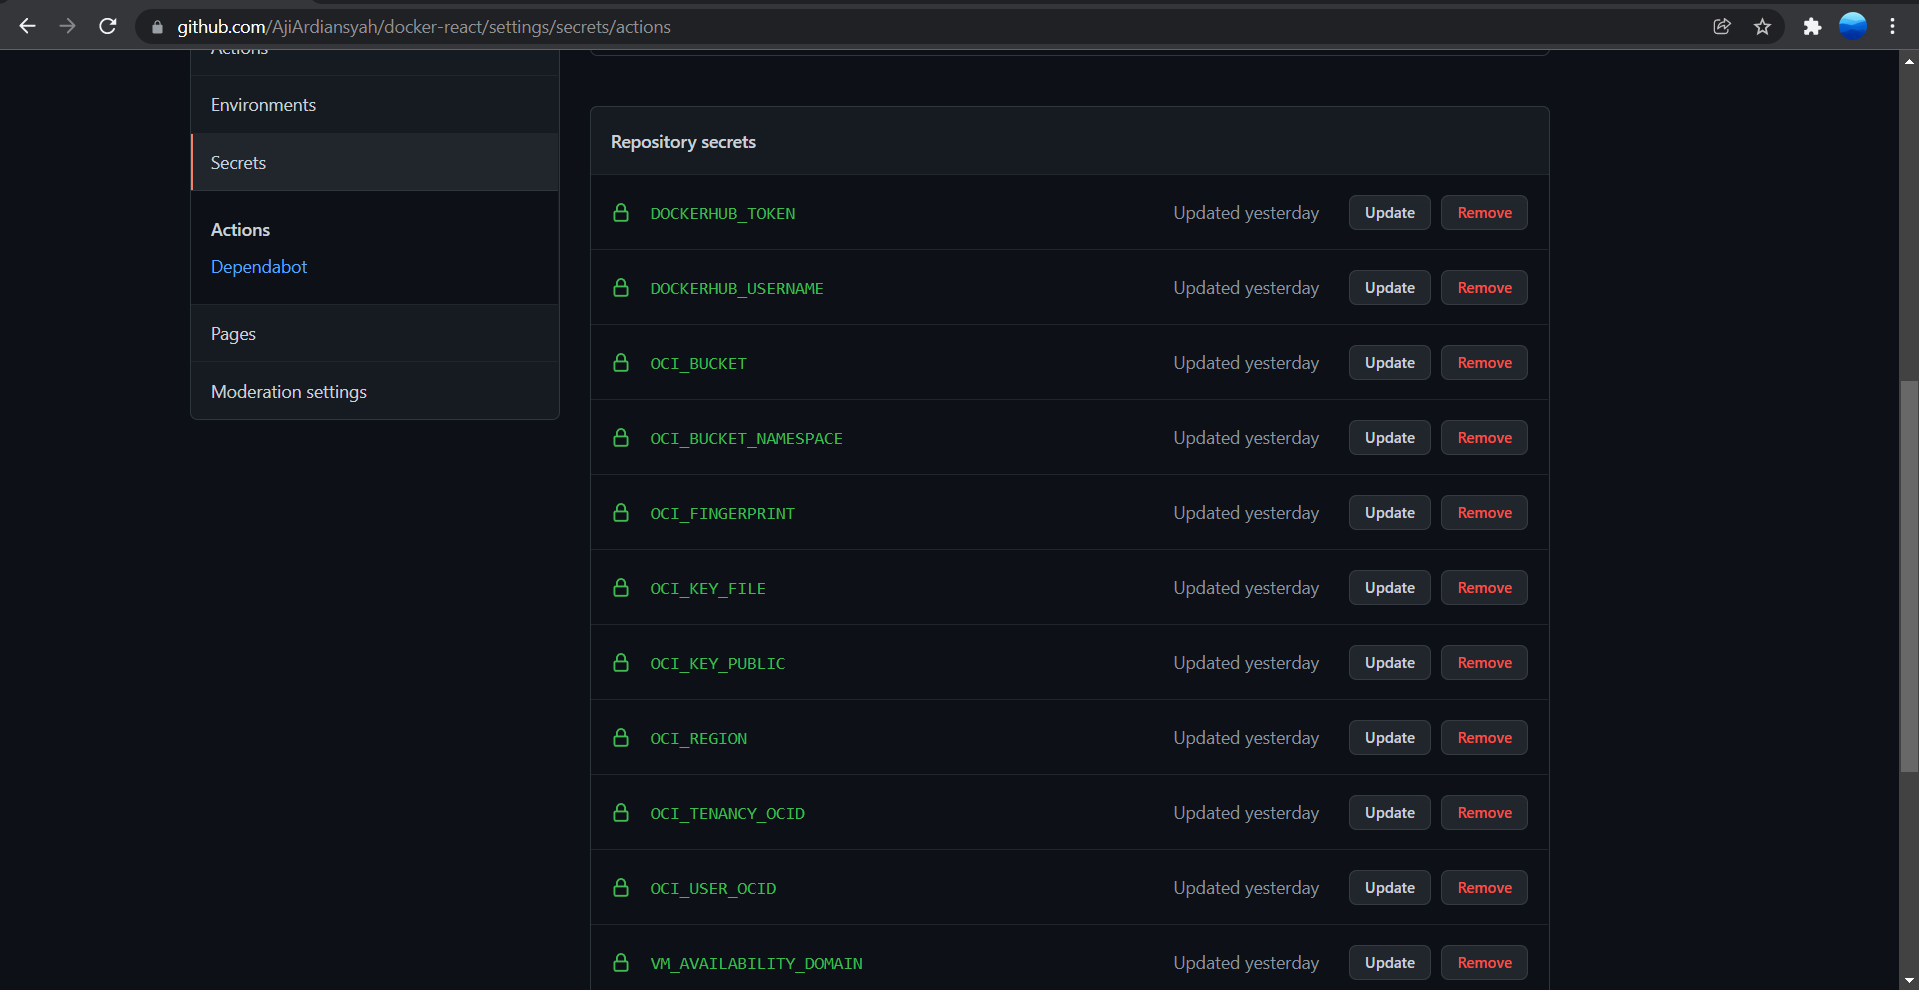 github.com/AjiArdiansyah/docker-react/settings/secrets/actions
Actions
Environments
Secrets
Actions
Dependabot
Pages
Moderation settings
Repository secrets
DOCKERHUB_TOKEN Updated yesterday Update Remove
DOCKERHUB_USERNAME Updated yesterday Update Remove
OCI_BUCKET Updated yesterday Update Remove
OCI_BUCKET_NAMESPACE Updated yesterday Update Remove
OCI_FINGERPRINT Updated yesterday Update Remove
OCI_KEY_FILE Updated yesterday Update Remove
OCI_KEY_PUBLIC Updated yesterday Update Remove
OCI_REGION Updated yesterday Update Remove
OCI_TENANCY_OCID Updated yesterday Update Remove
OCI_USER_OCID Updated yesterday Update Remove
VM_AVAILABILITY_DOMAIN Updated yesterday Update Remove